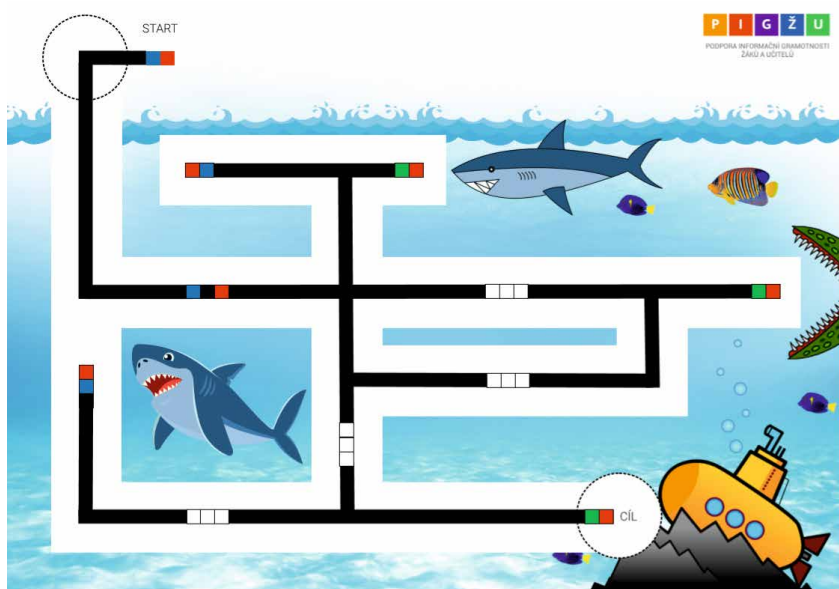 START
P I G Ž U
PODPORA INFORMAČNÍ GRAMOTNOSTI
ŽÁKŮ A UČITELŮ
CÍL